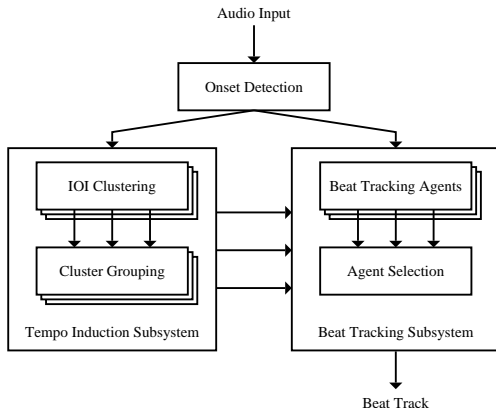 Audio Input
Onset Detection
IOI Clustering
Cluster Grouping
Tempo Induction Subsystem
Beat Tracking Agents
Agent Selection
Beat Tracking Subsystem
Beat Track